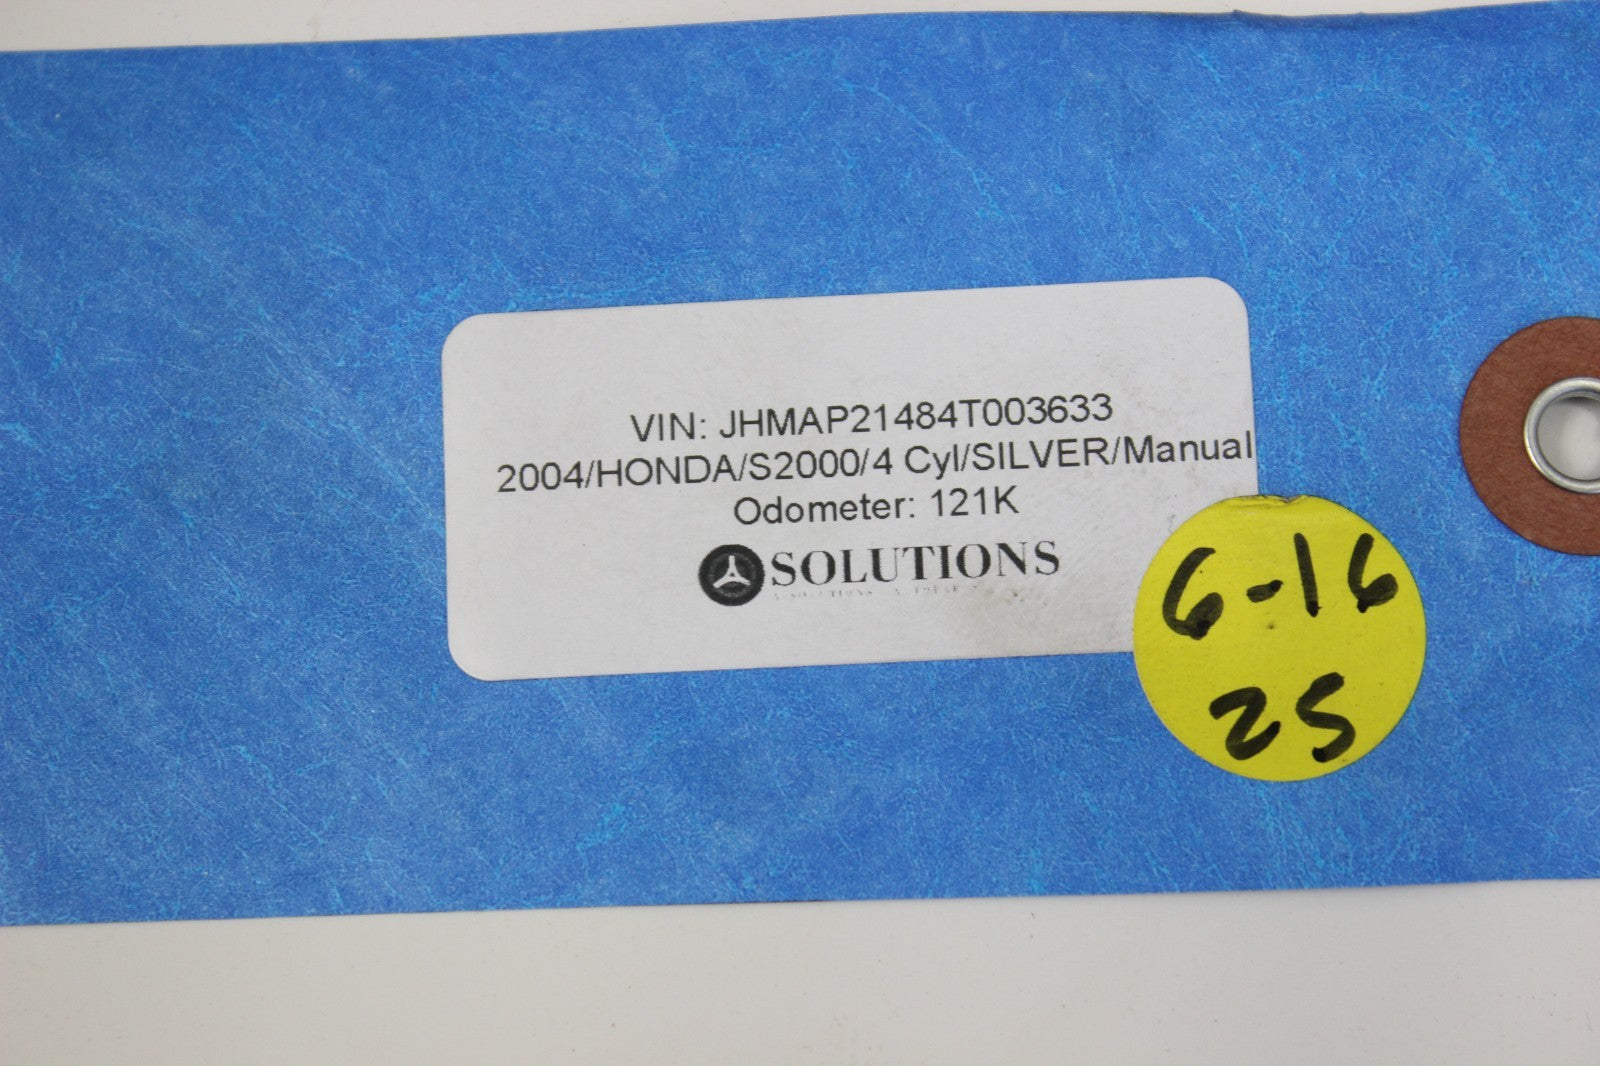 VIN: JHMAP21484T003633
2004/HONDA/S2000/4 Cyl/SILVER/Manual
Odometer: 121K
SOLUTIONS
6-16
25